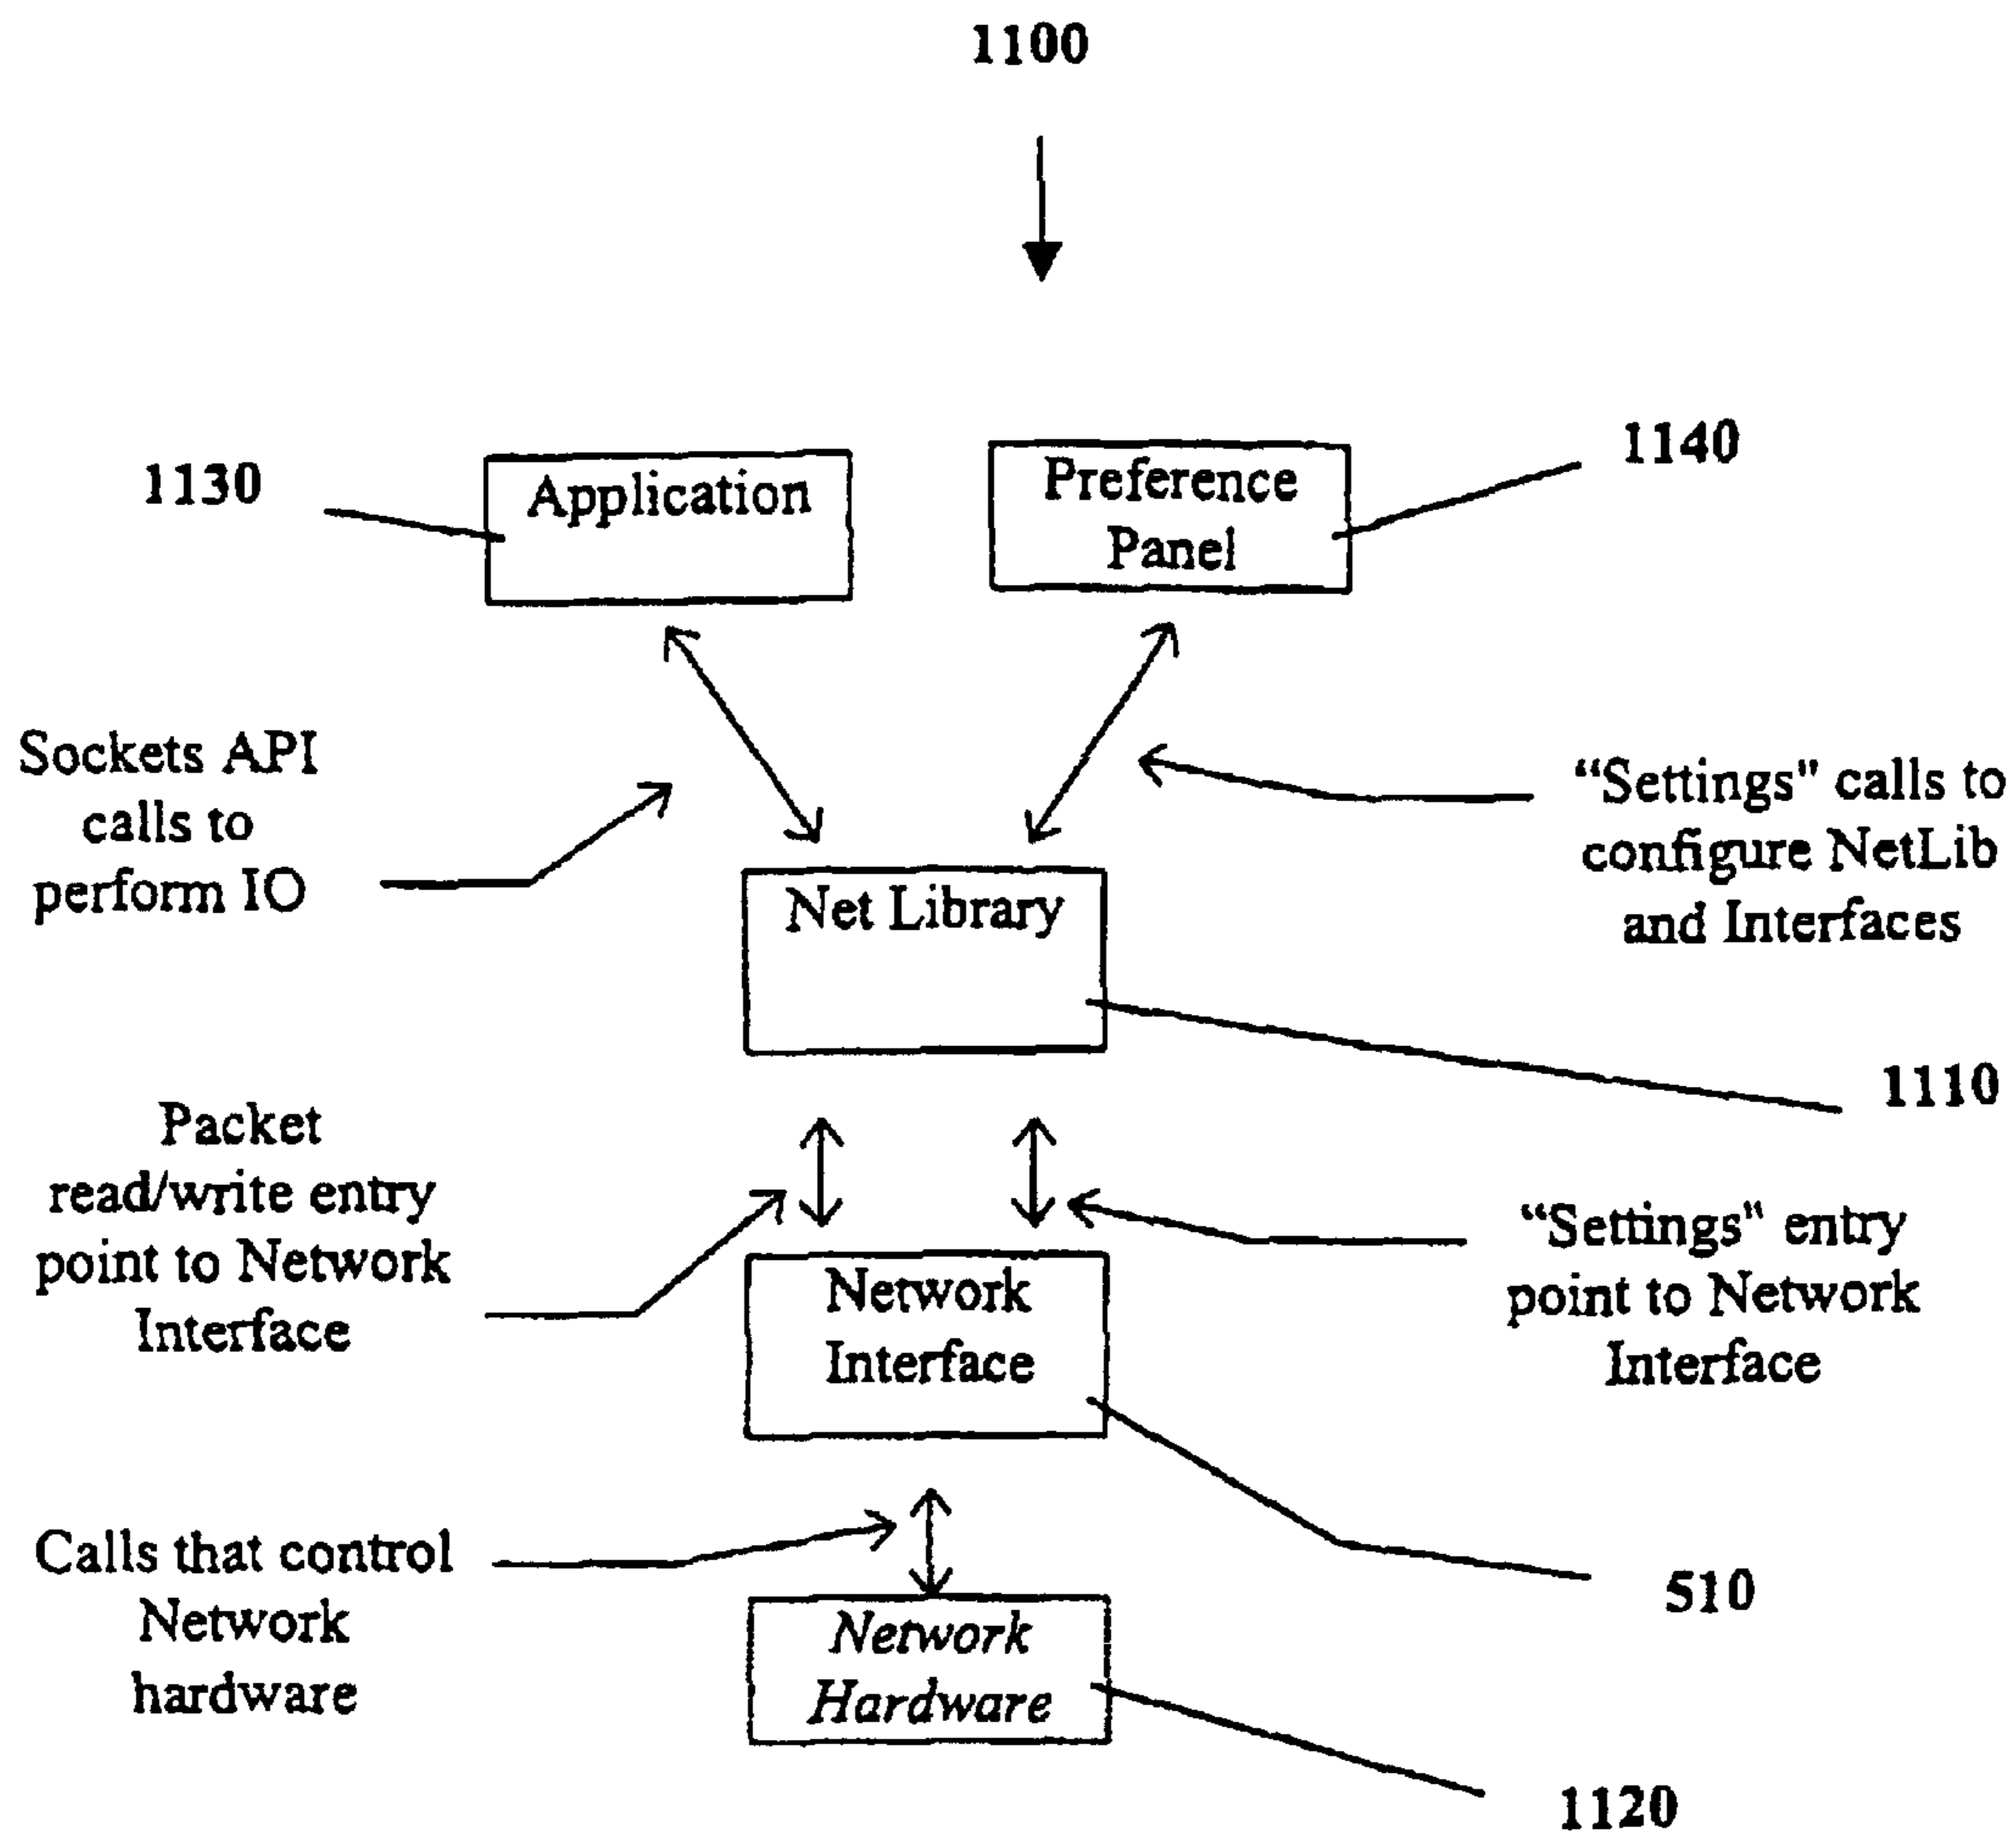 1100
1130
Application
Preference
Panel
1140
Sockets API
calls to
perform IO
“Settings" calls to
configure NetLib
and Interfaces
Net Library
1110
Packet
read/write entry
point to Network
Interface
“Settings" entry
point to Network
Interface
Network
Interface
510
Calls that control
Network
hardware
Network
Hardware
1120